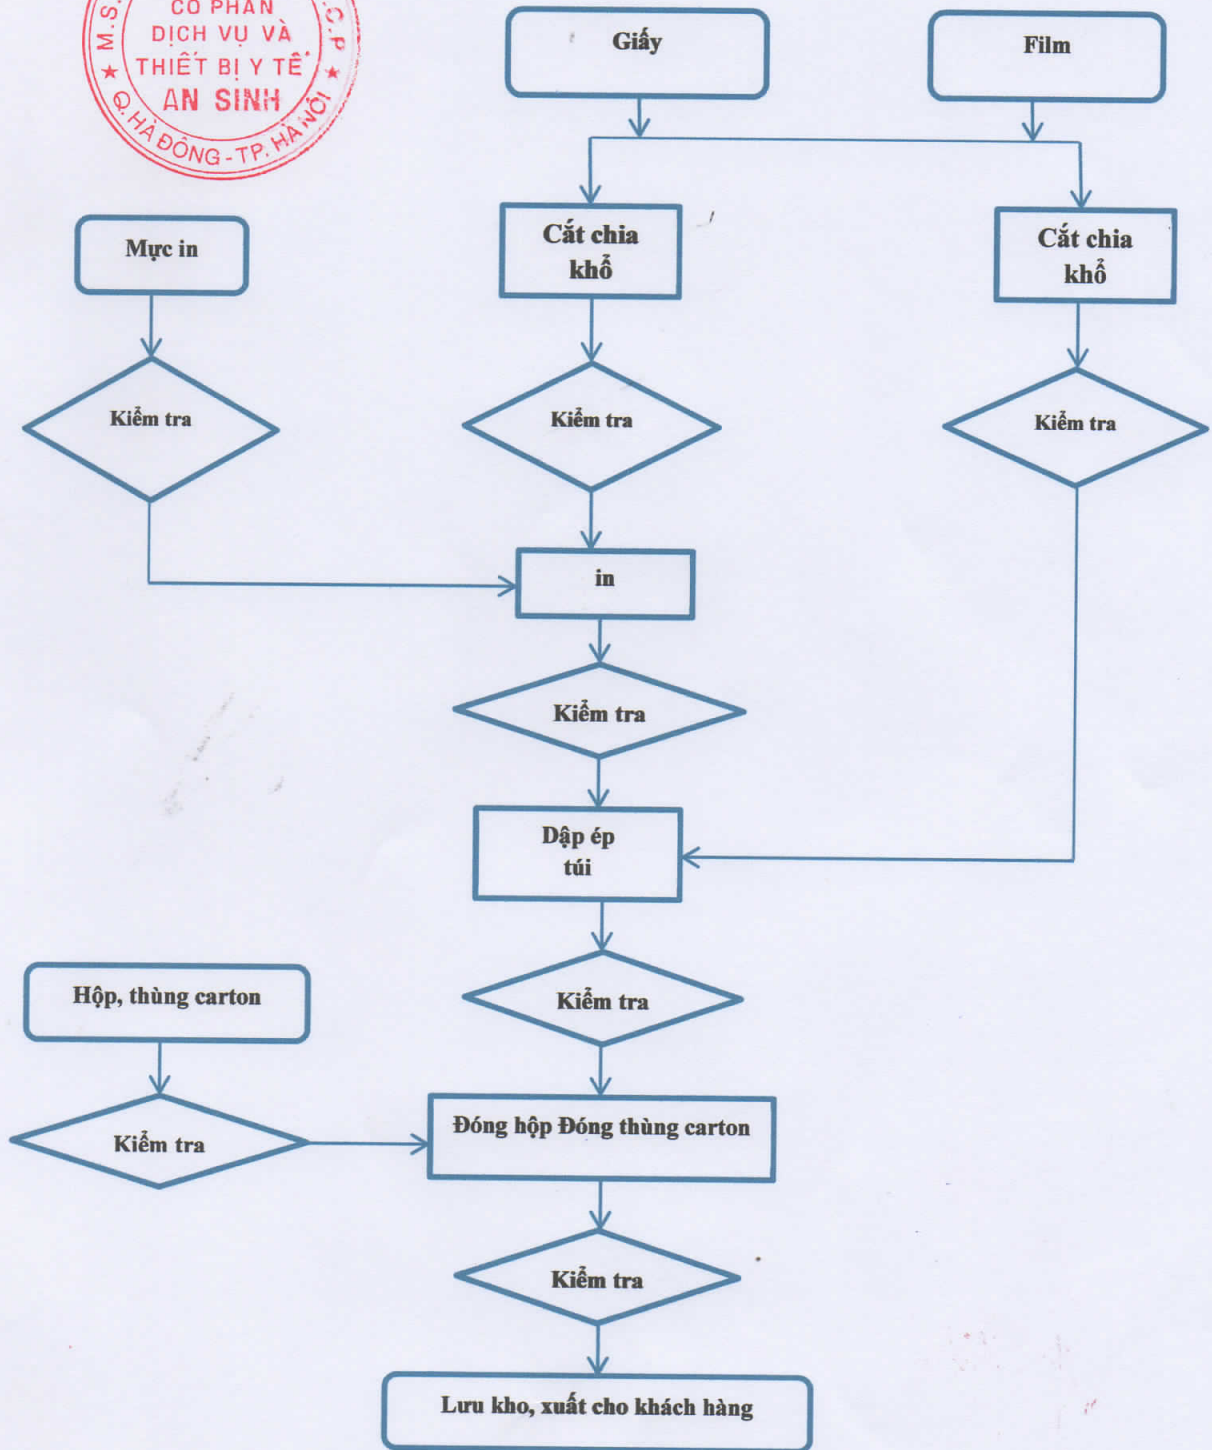 M.S.
C.P
CỔ PHẦN
DỊCH VỤ VÀ
THIẾT BỊ Y TẾ
AN SINH
★ Q. HÀ ĐÔNG - TP. HÀ NỘI ★
Giấy
Film
Mực in
Cắt chia
khổ
Cắt chia
khổ
Kiểm tra
Kiểm tra
Kiểm tra
in
Kiểm tra
Dập ép
túi
Hộp, thùng carton
Kiểm tra
Kiểm tra
Đóng hộp Đóng thùng carton
Kiểm tra
Lưu kho, xuất cho khách hàng